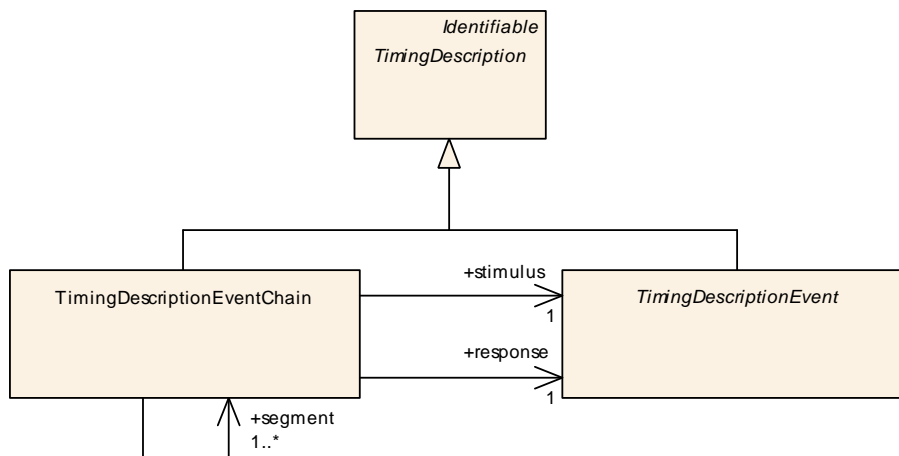 Identifiable
TimingDescription
+stimulus
TimingDescriptionEventChain
TimingDescriptionEvent
1
+response
1
+segment
1..*